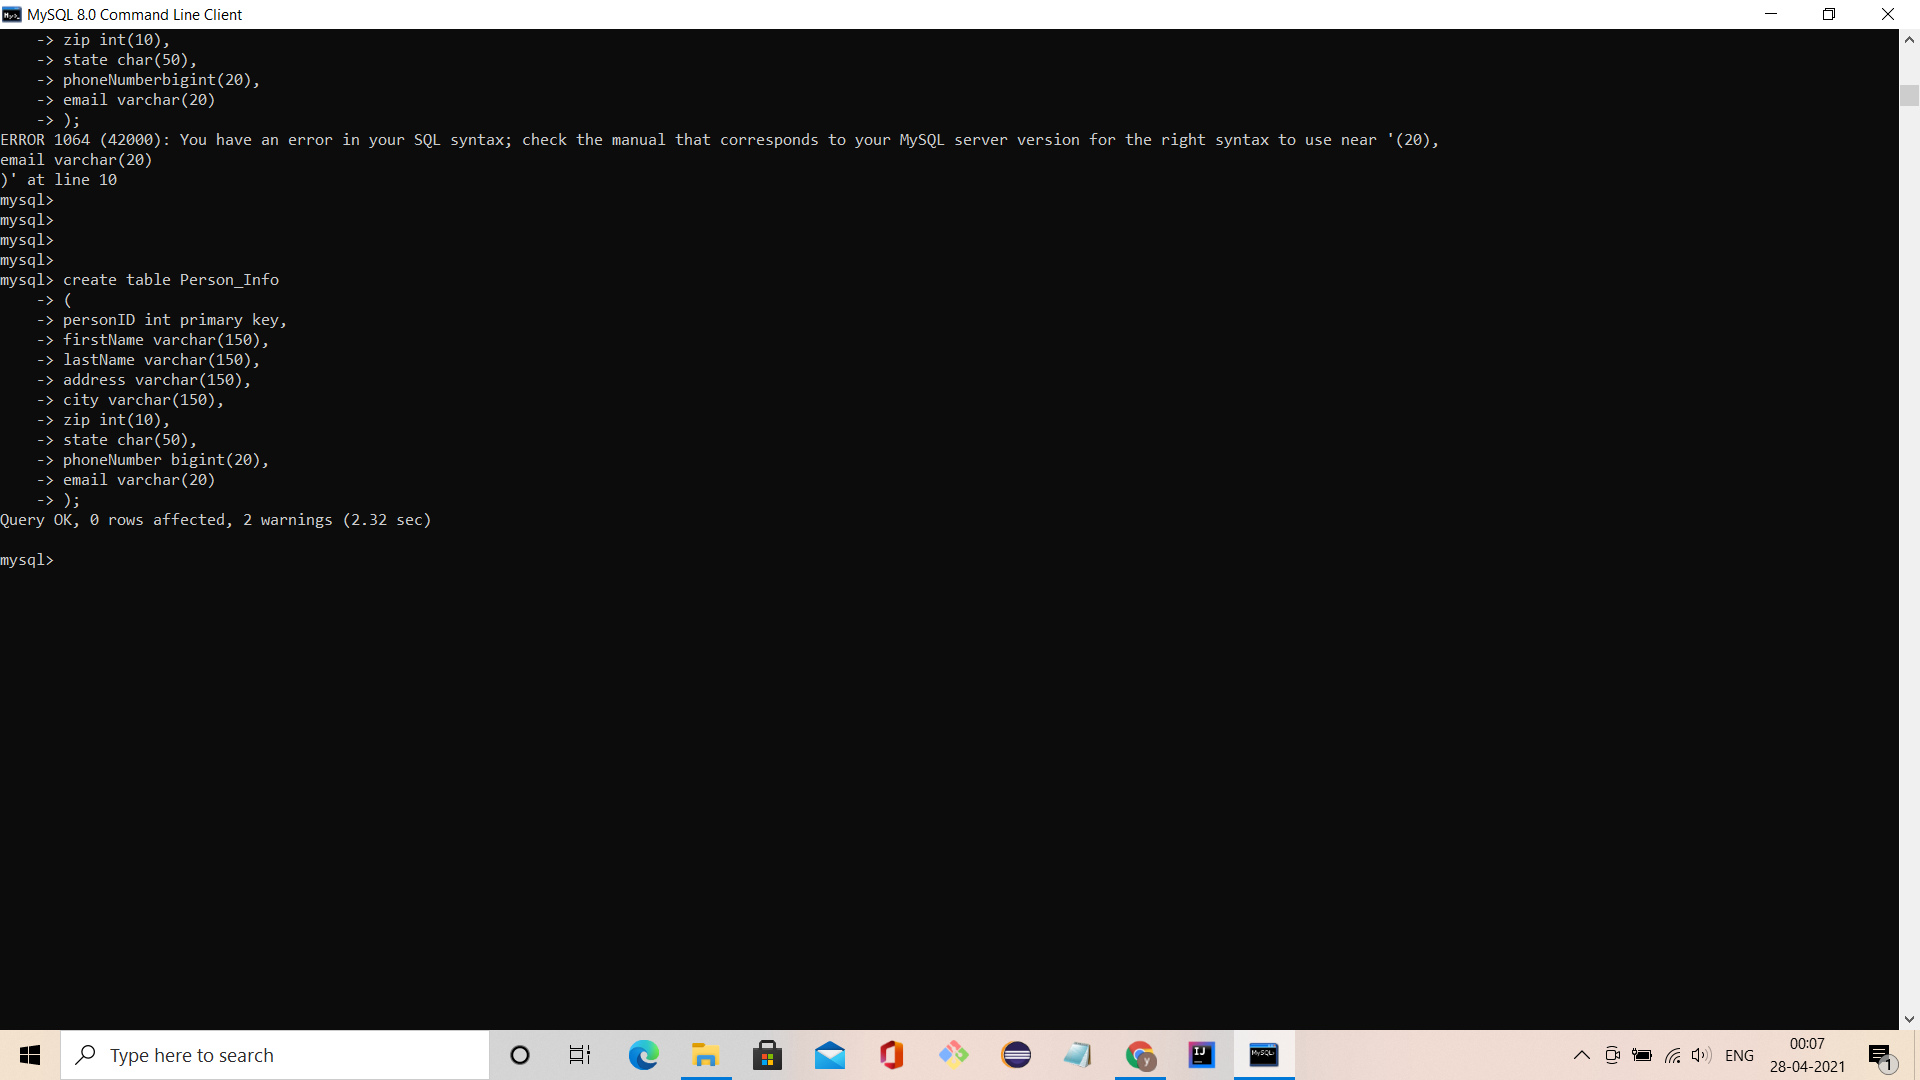 MySQL 8.0 Command Line Client
-> zip int(10),
-> state char(50),
-> phoneNumberbigint(20),
-> email varchar(20)
-> );
ERROR 1064 (42000): You have an error in your SQL syntax; check the manual that corresponds to your MySQL server version for the right syntax to use near '(20),
email varchar(20)
)' at line 10
mysql>
mysql>
mysql>
mysql>
mysql> create table Person_Info
-> (
-> personID int primary key,
-> firstName varchar(150),
-> lastName varchar(150),
-> address varchar(150),
-> city varchar(150),
-> zip int(10),
-> state char(50),
-> phoneNumber bigint(20),
-> email varchar(20)
-> );
Query OK, 0 rows affected, 2 warnings (2.32 sec)
mysql>
Type here to search
y
IJ
MySQL
ENG
00:07
28-04-2021
1